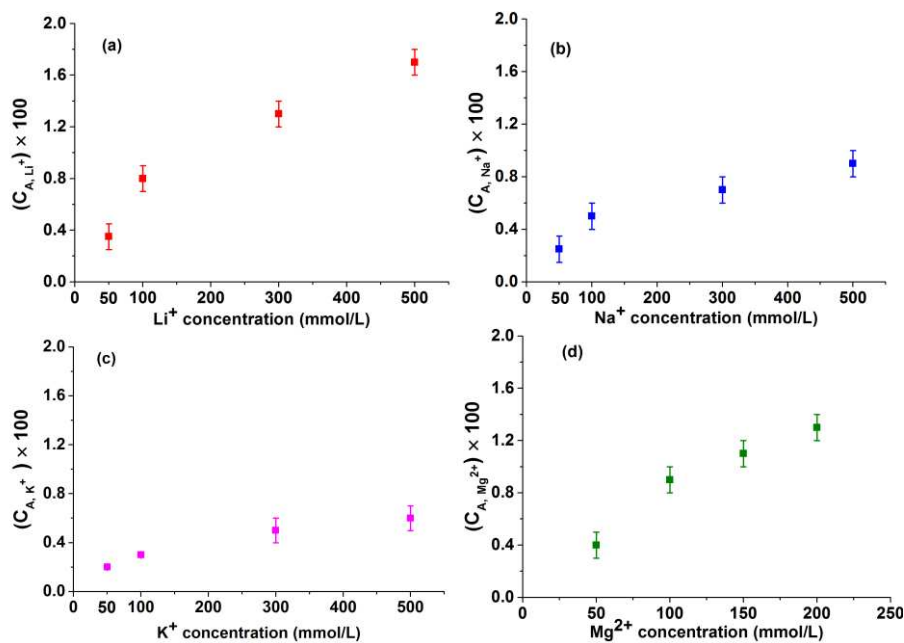 (a)
(C_A, Li⁺) × 100
2.0
1.6
1.2
0.8
0.4
0.0
0 50 100 200 300 400 500
Li⁺ concentration (mmol/L)
(b)
(C_A, Na⁺) × 100
2.0
1.6
1.2
0.8
0.4
0.0
0 50 100 200 300 400 500
Na⁺ concentration (mmol/L)
(c)
(C_A, K⁺) × 100
2.0
1.6
1.2
0.8
0.4
0.0
0 50 100 200 300 400 500
K⁺ concentration (mmol/L)
(d)
(C_A, Mg²⁺) × 100
2.0
1.6
1.2
0.8
0.4
0.0
0 50 100 150 200 250
Mg²⁺ concentration (mmol/L)